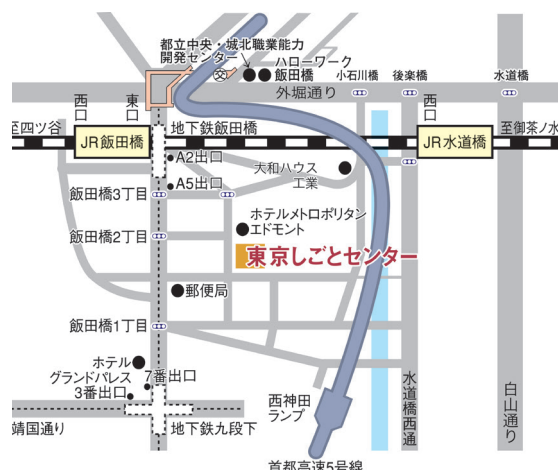 都立中央・城北職業能力
開発センター
ハローワーク
飯田橋
小石川橋
後楽橋
水道橋
外堀通り
西口
東口
西口
至四ツ谷
JR飯田橋
地下鉄飯田橋
JR水道橋
至御茶ノ水
A2出口
大和ハウス
工業
A5出口
飯田橋3丁目
ホテルメトロポリタン
エドモント
飯田橋2丁目
東京しごとセンター
郵便局
飯田橋1丁目
ホテル
グランドパレス
7番出口
3番出口
西神田
ランプ
水道橋西通
白山通り
靖国通り
地下鉄九段下
首都高速5号線